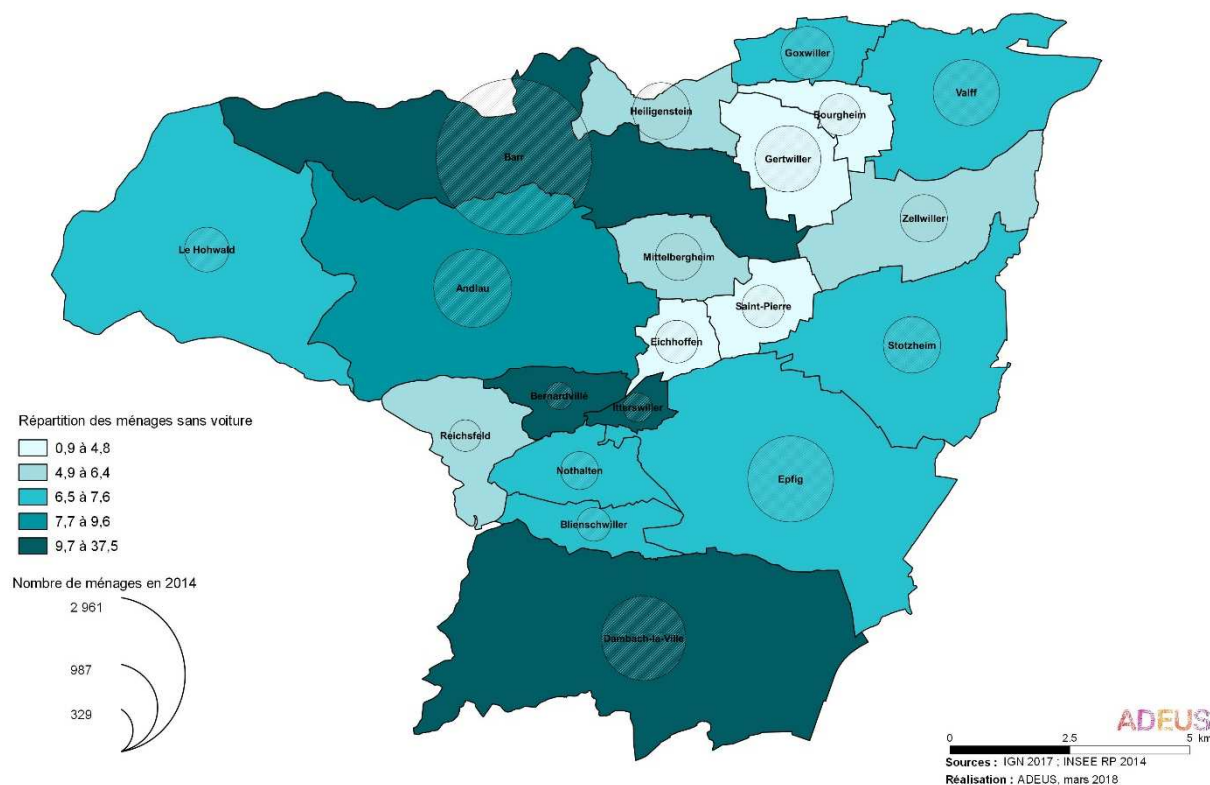 Goxwiller
Valff
Heiligenstein
Bourgheim
Barr
Gertwiller
Zellwiller
Le Hohwald
Mittelbergheim
Andlau
Saint-Pierre
Eichhoffen
Stotzheim
Bernardvillé
Itterswiller
Reichsfeld
Nothalten
Epfig
Blienschwiller
Dambach-la-Ville
Répartition des ménages sans voiture
0,9 à 4,8
4,9 à 6,4
6,5 à 7,6
7,7 à 9,6
9,7 à 37,5
Nombre de ménages en 2014
2 961
987
329
ADEUS
0 2.5 5 km
Sources : IGN 2017 ; INSEE RP 2014
Réalisation : ADEUS, mars 2018